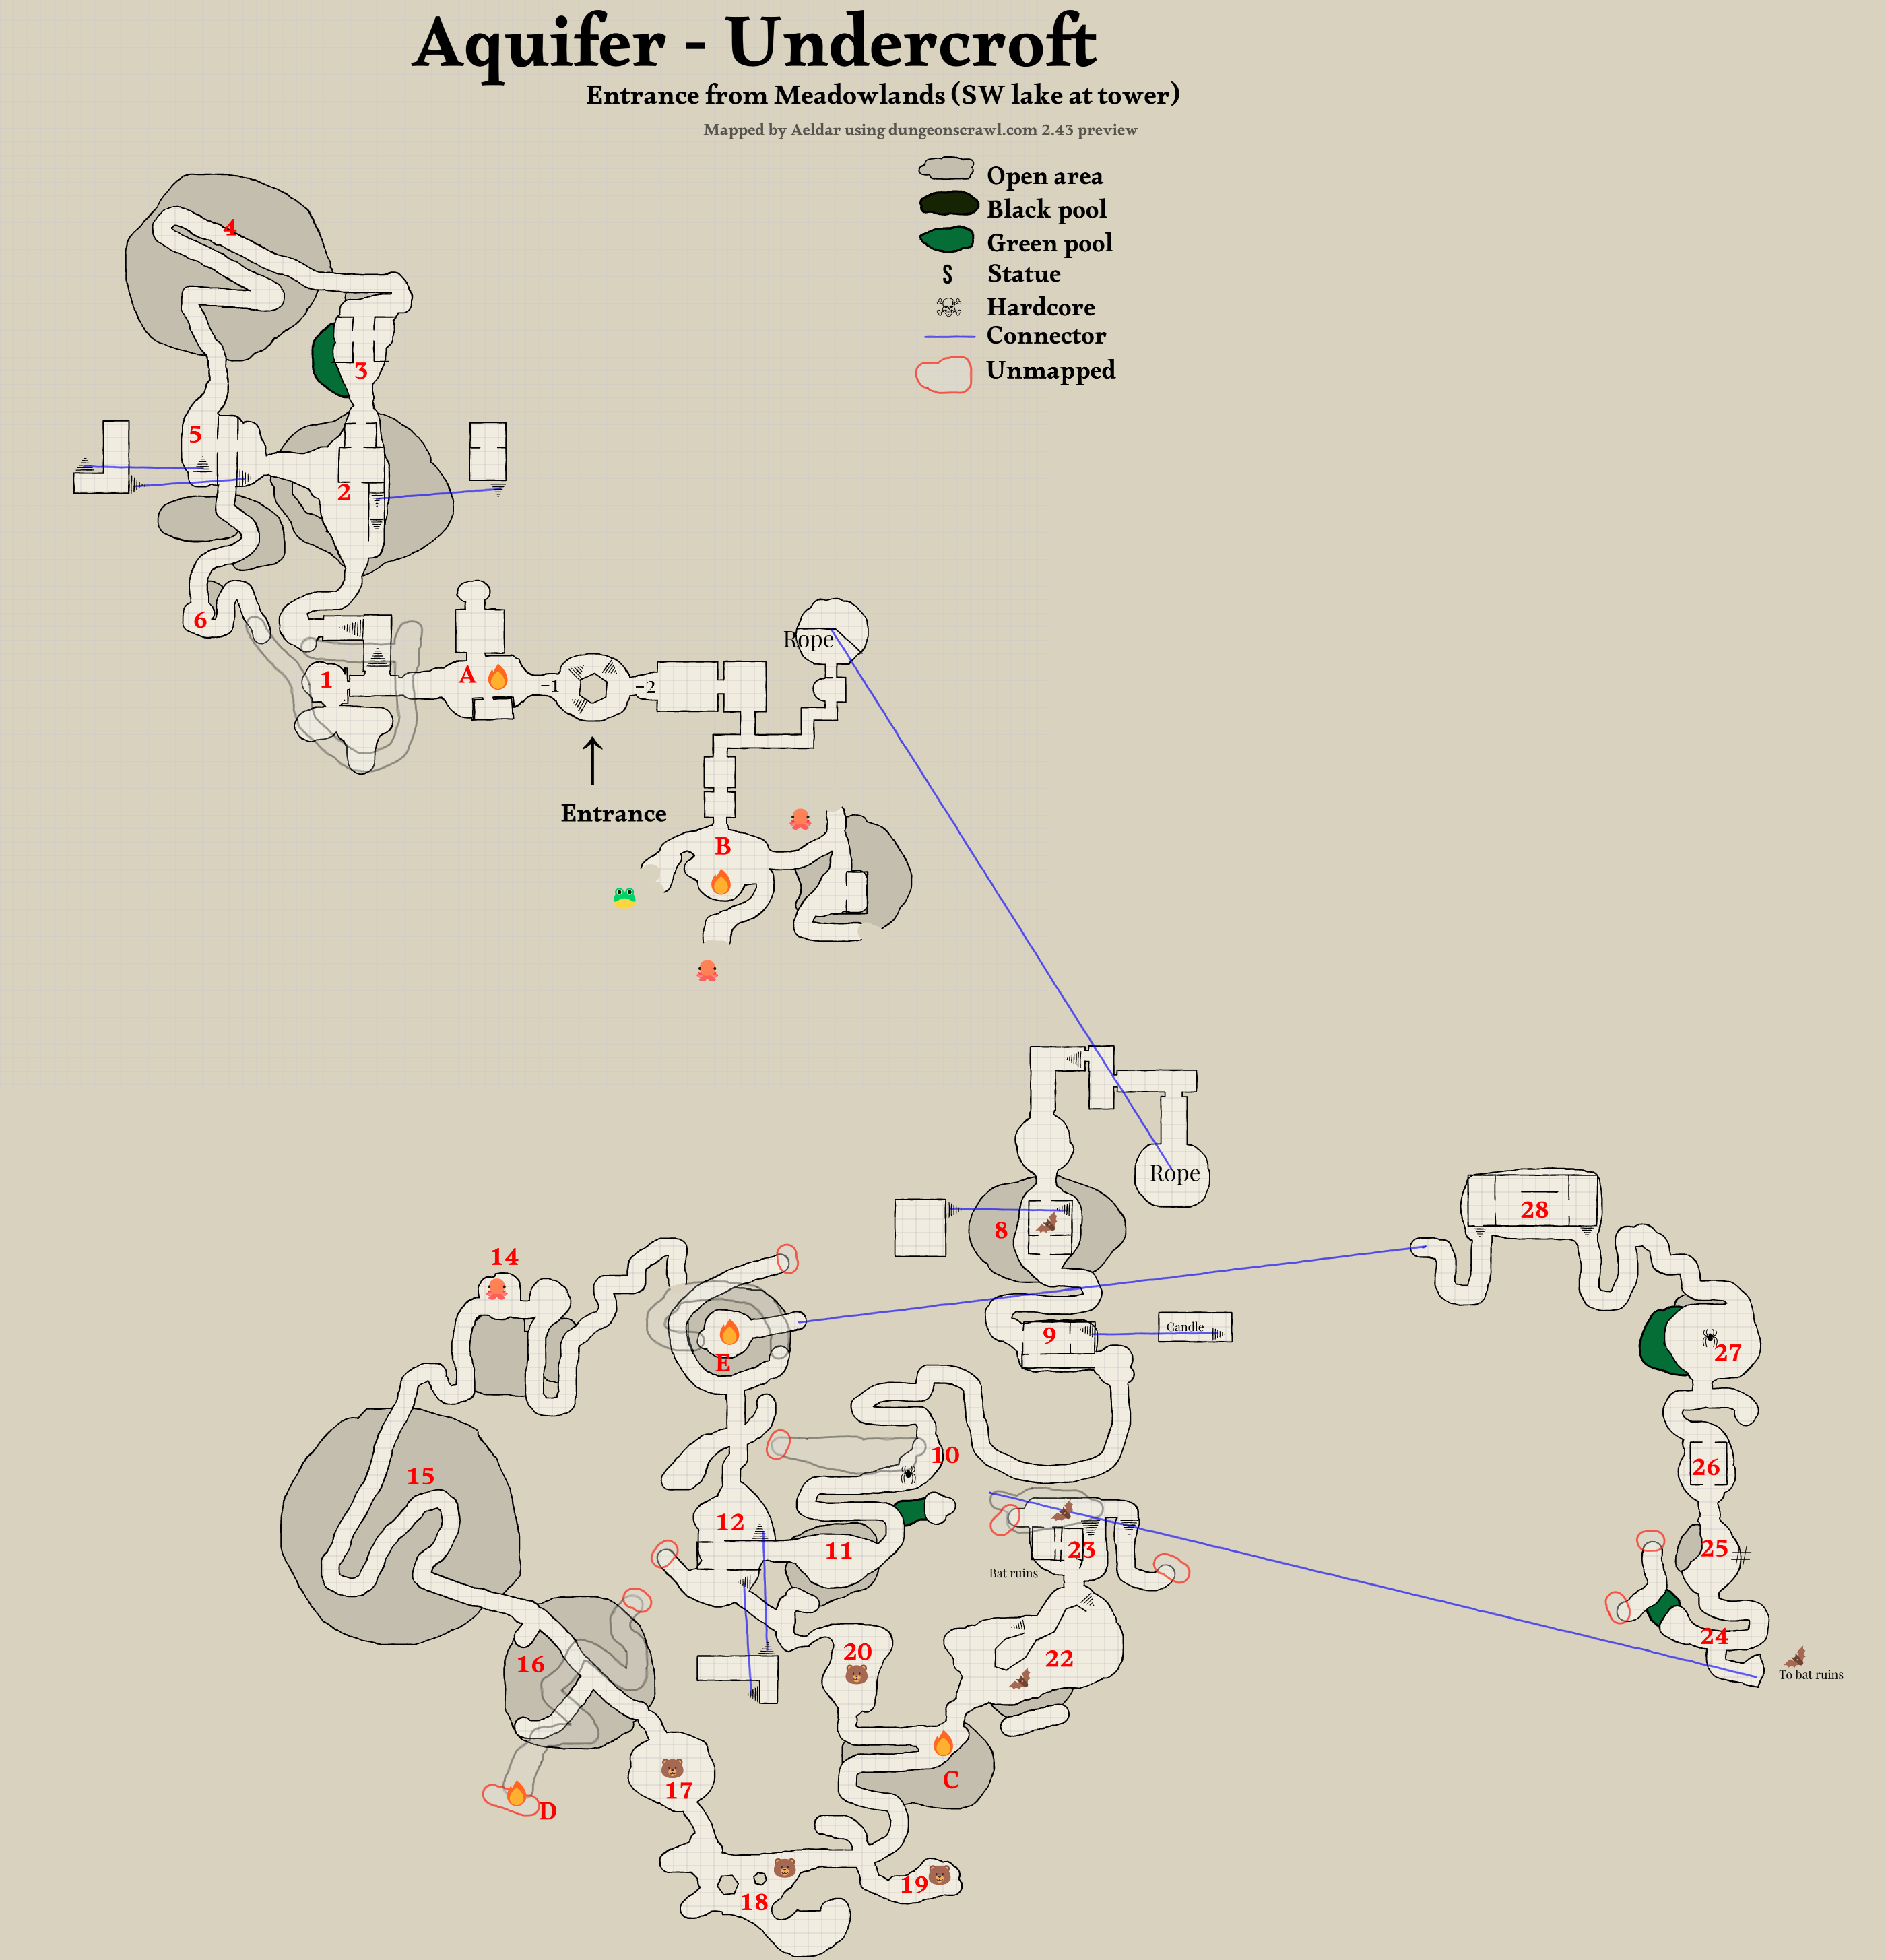 Aquifer - Undercroft
Entrance from Meadowlands (SW lake at tower)
Mapped by Aeldar using dungeonscrawl.com 2.43 preview
Open area
Black pool
Green pool
S Statue
Hardcore
Connector
Unmapped
4
3
5
2
6
1
A
-1
-2
Rope
Entrance
B
Rope
8
28
14
9
Candle
E
27
10
15
26
12
11
23
25
Bat ruins
24
20
22
16
To bat ruins
C
17
D
19
18